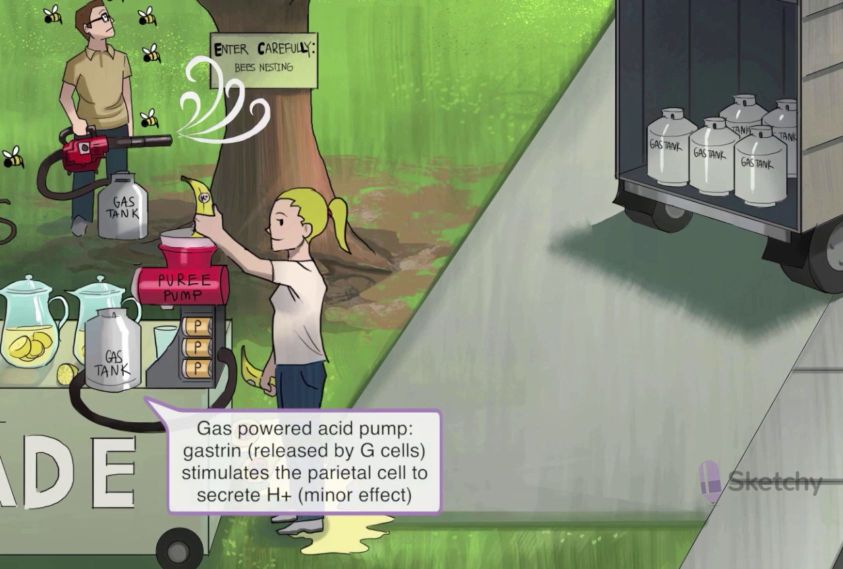 ENTER CAREFULLY:
BEES NESTING
GAS TANK
GAS TANK
TANK
TANK
GAS TANK
GAS
TANK
K+
PUREE
PUMP
P
P
P
GAS
TANK
ADE
Gas powered acid pump:
gastrin (released by G cells)
stimulates the parietal cell to
secrete H+ (minor effect)
Sketchy